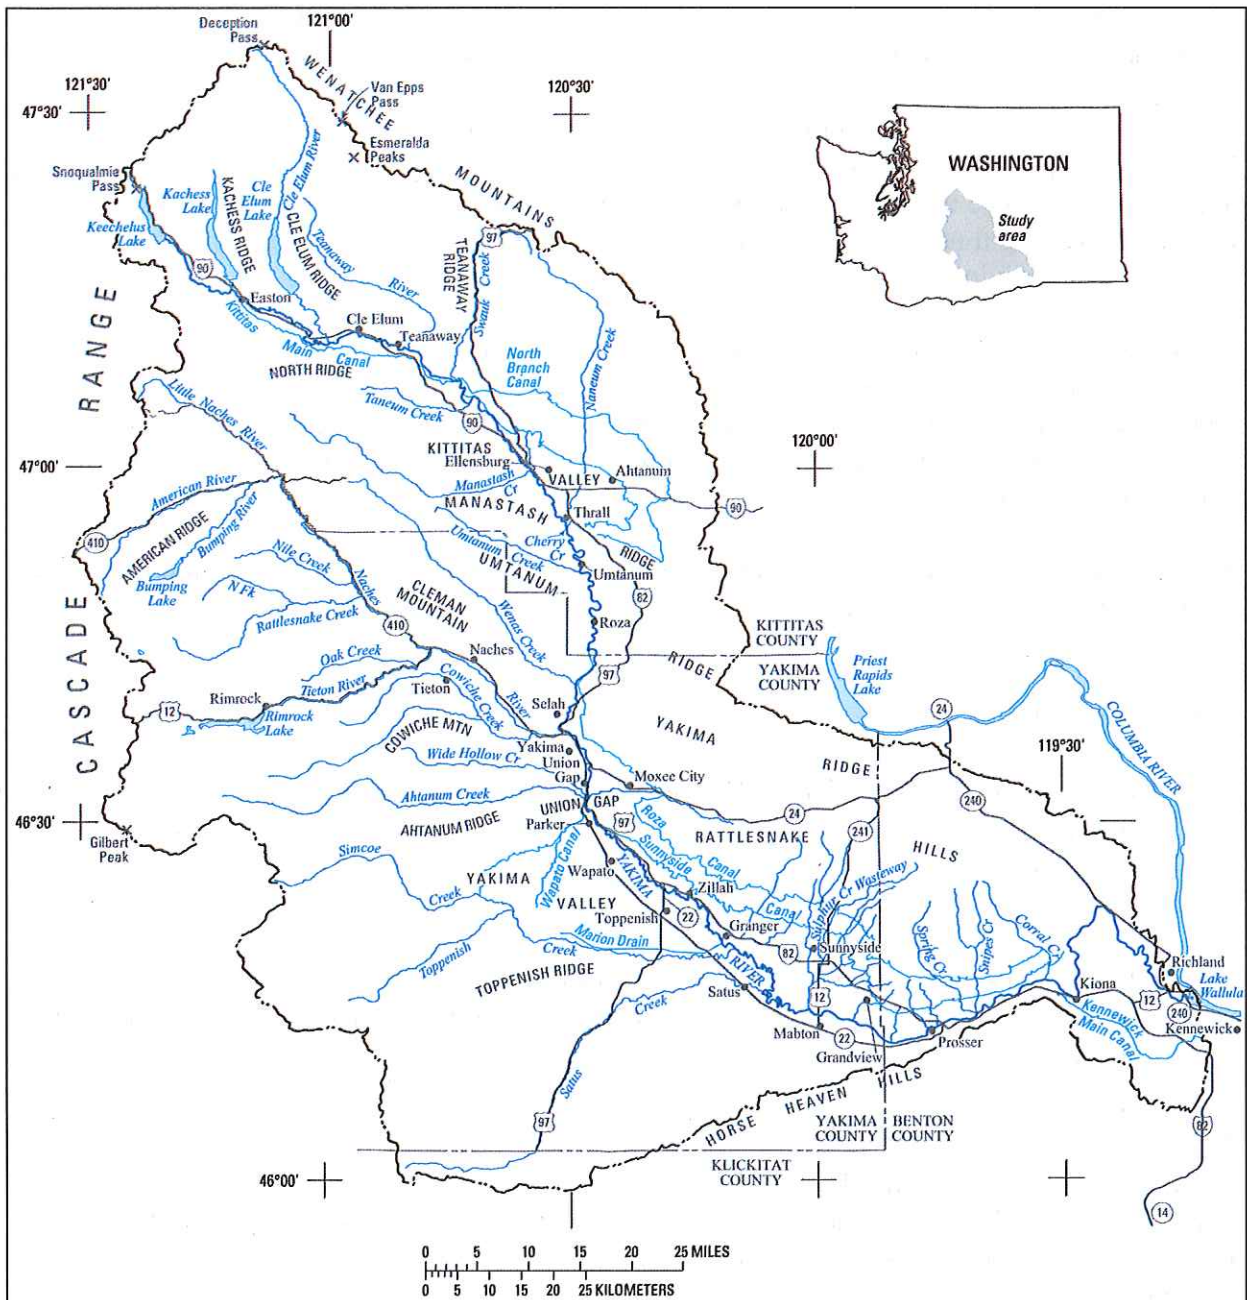 Deception
Pass
121°00'
121°30'
47°30'
WENATCHEE
Van Epps
Pass
120°30'
Esmeralda
Peaks
MOUNTAINS
Snoqualmie
Pass
Keechelus
Lake
Kachess
Lake
KACHESS RIDGE
Cle
Elum
Lake
Cle Elum River
CLE ELUM RIDGE
Teanaway
River
97
TEANAWAY
RIDGE
Swauk Creek
WASHINGTON
Study
area
90
Easton
Kittitas
Main
Canal
Cle Elum
Teanaway
NORTH RIDGE
North
Branch
Canal
Naneum Creek
Taneum Creek
90
Little Naches River
47°00'
120°00'
KITTITAS
VALLEY
Ellensburg
Ahtanum
Manastash
Cr
MANASTASH
RIDGE
90
Thrall
American River
410
AMERICAN RIDGE
Bumping River
Bumping
Lake
Nile Creek
N Fk
Rattlesnake Creek
Naches
River
CLEMAN
MOUNTAIN
410
Umtanum
Creek
Cherry
Cr
UMTANUM
RIDGE
Umtanum
82
Roza
Wenas Creek
KITTITAS
COUNTY
YAKIMA
COUNTY
Priest
Rapids
Lake
COLUMBIA RIVER
CASCADE RANGE
Oak Creek
Naches
Tieton River
Tieton
Cowiche Creek
12
Rimrock
Rimrock
Lake
97
Selah
COWICHE MTN
Wide Hollow Cr
Yakima
Union
Gap
YAKIMA
RIDGE
24
119°30'
Moxee City
240
24
241
Ahtanum Creek
AHTANUM RIDGE
UNION GAP
46°30'
Gilbert
Peak
Parker
97
Roza
Canal
Sunnyside
Canal
RATTLESNAKE
HILLS
Sulphur Cr Wasteway
Simcoe
Creek
YAKIMA
VALLEY
Wapato Canal
Wapato
YAKIMA
RIVER
Zillah
Toppenish
22
Granger
Marion Drain
82
Sunnyside
Spring Cr
Snipes Cr
Corral Cr
Toppenish
Creek
TOPPENISH RIDGE
Satus
Creek
Satus
97
12
Mabton
22
Grandview
Prosser
Kiona
Kennewick
Main Canal
12
Richland
Lake
Wallula
240
Kennewick
HORSE HEAVEN HILLS
YAKIMA
COUNTY
BENTON
COUNTY
KLICKITAT
COUNTY
82
46°00'
14
0 5 10 15 20 25 MILES
0 5 10 15 20 25 KILOMETERS